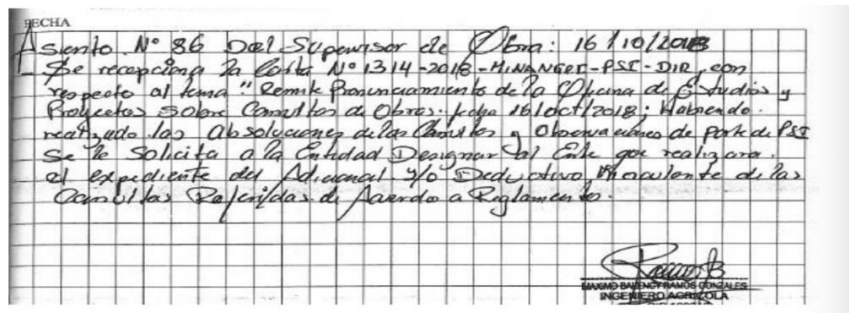 FECHA
Asiento N° 86 Del Supervisor de Obra: 16/10/2018
- Se recepciona la Carta N° 1314-2018-MINAGRI-PSI-DIR, con
respecto al tema "Remite Pronunciamiento de la Oficina de Estudios y
Proyectos sobre Consultas de Obras. fecha 16/oct/2018; Habiendo
realizado las absoluciones de las Consultas y Observaciones de parte de PSI
se le Solicita a la Entidad Designar al Ente que realizara
el expediente del Adicional y/o Deductivo Vinculante de las
Consultas Referidas de Acuerdo a Reglamento.
MAXIMO BALENCY RAMOS GONZALES
INGENIERO AGRICOLA